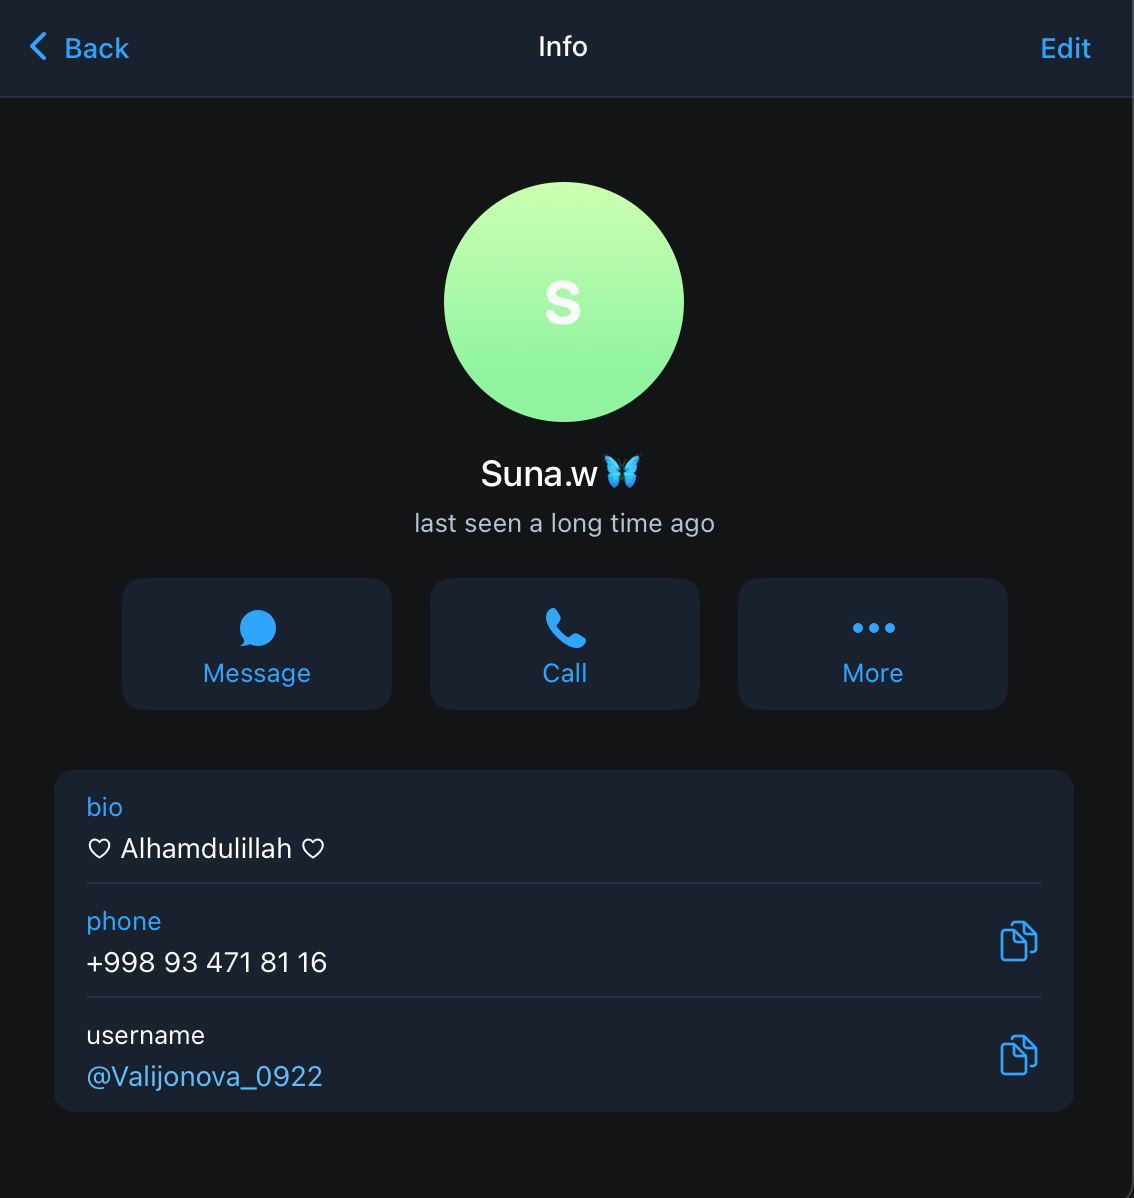 Back
Info
Edit
S
Suna.w🦋
last seen a long time ago
Message
Call
More
bio
♡ Alhamdulillah ♡
phone
+998 93 471 81 16
username
@Valijonova_0922